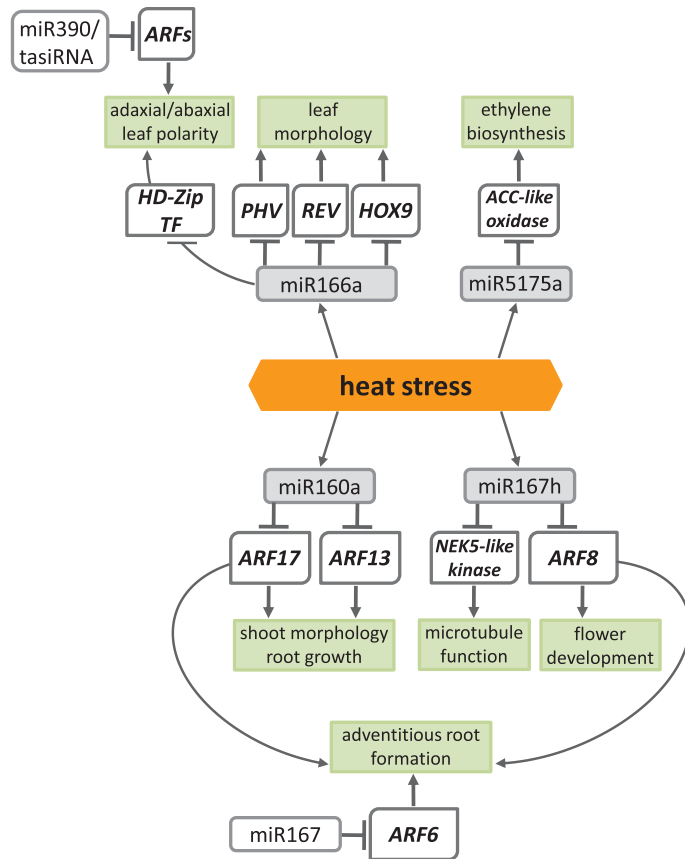 miR390/
tasiRNA
ARFs
adaxial/abaxial
leaf polarity
leaf
morphology
ethylene
biosynthesis
HD-Zip
TF
PHV
REV
HOX9
ACC-like
oxidase
miR166a
miR5175a
heat stress
miR160a
miR167h
ARF17
ARF13
NEK5-like
kinase
ARF8
shoot morphology
root growth
microtubule
function
flower
development
adventitious root
formation
miR167
ARF6